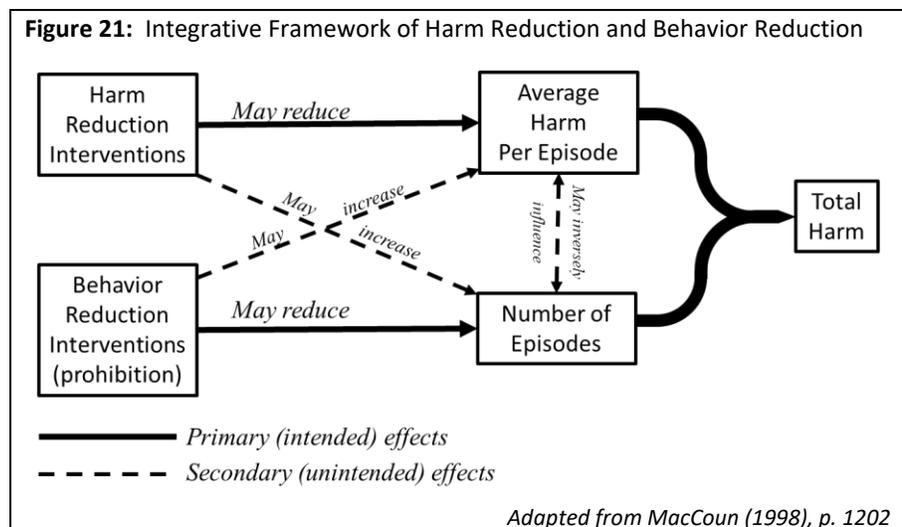 Figure 21: Integrative Framework of Harm Reduction and Behavior Reduction
Harm
Reduction
Interventions
May reduce
Average
Harm
Per Episode
May increase
May increase
May inversely
influence
Total
Harm
Behavior
Reduction
Interventions
(prohibition)
May reduce
Number of
Episodes
Primary (intended) effects
Secondary (unintended) effects
Adapted from MacCoun (1998), p. 1202